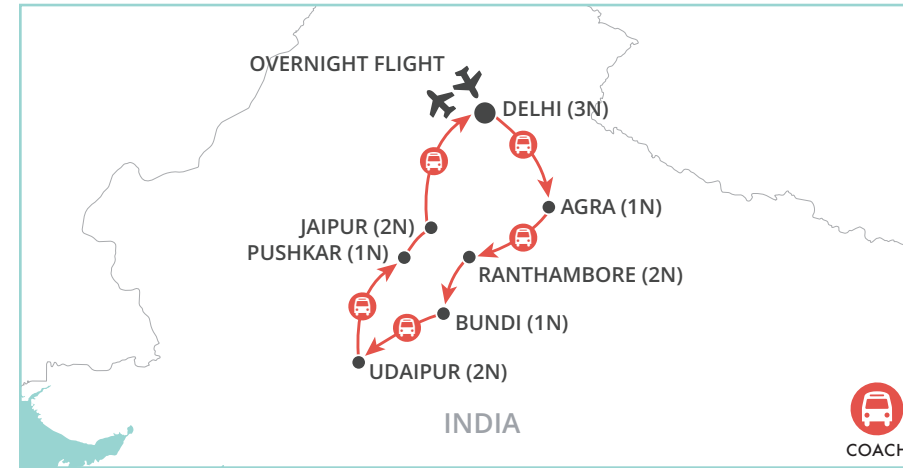 OVERNIGHT FLIGHT
DELHI (3N)
AGRA (1N)
JAIPUR (2N)
PUSHKAR (1N)
RANTHAMBORE (2N)
BUNDI (1N)
UDAIPUR (2N)
INDIA
COACH